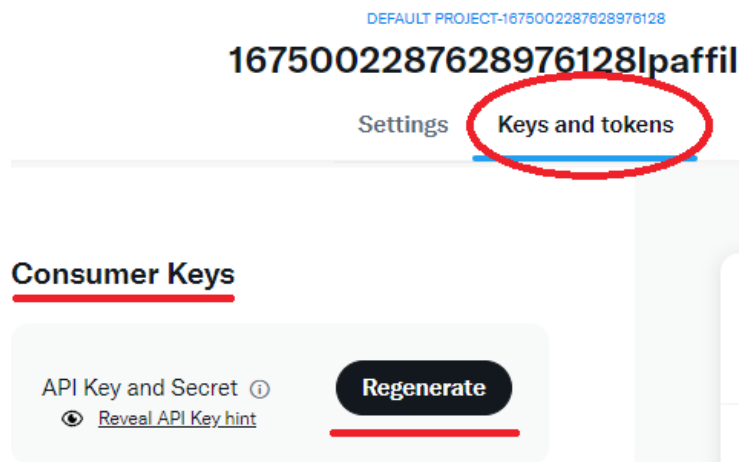 DEFAULT PROJECT-1675002287628976128
1675002287628976128lpaffil
Settings Keys and tokens
Consumer Keys
API Key and Secret
Regenerate
Reveal API Key hint